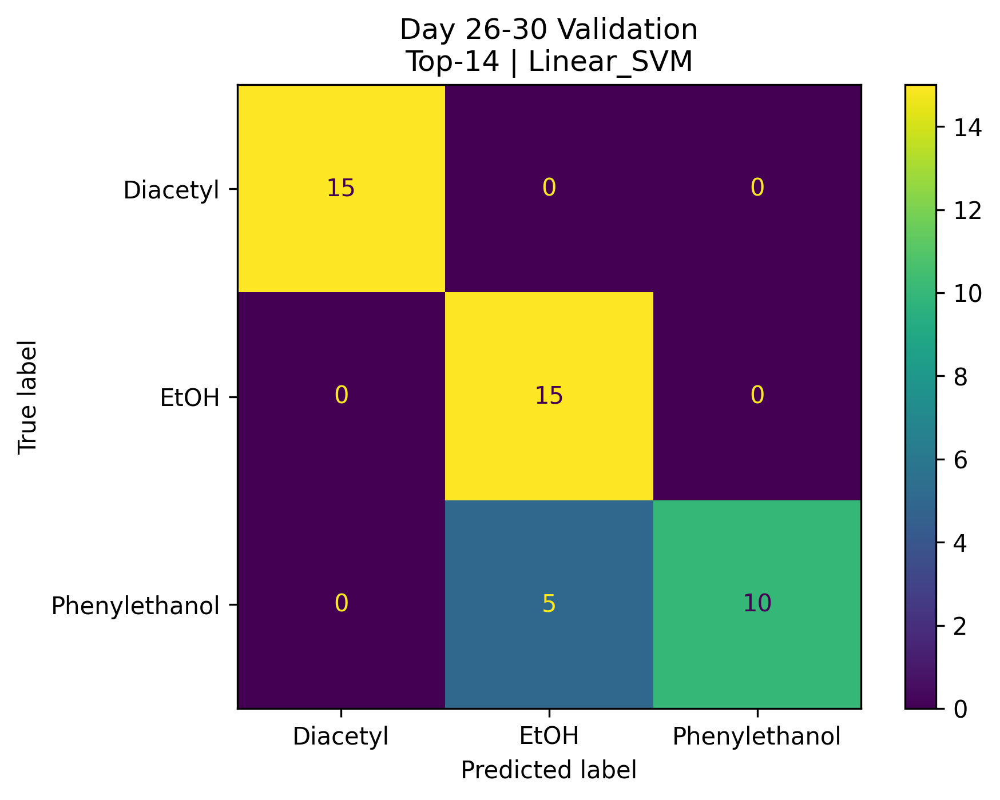 Day 26-30 Validation
Top-14 | Linear_SVM
True label
Diacetyl
15 0 0
EtOH
0 15 0
Phenylethanol
0 5 10
Diacetyl EtOH Phenylethanol
Predicted label
14
12
10
8
6
4
2
0